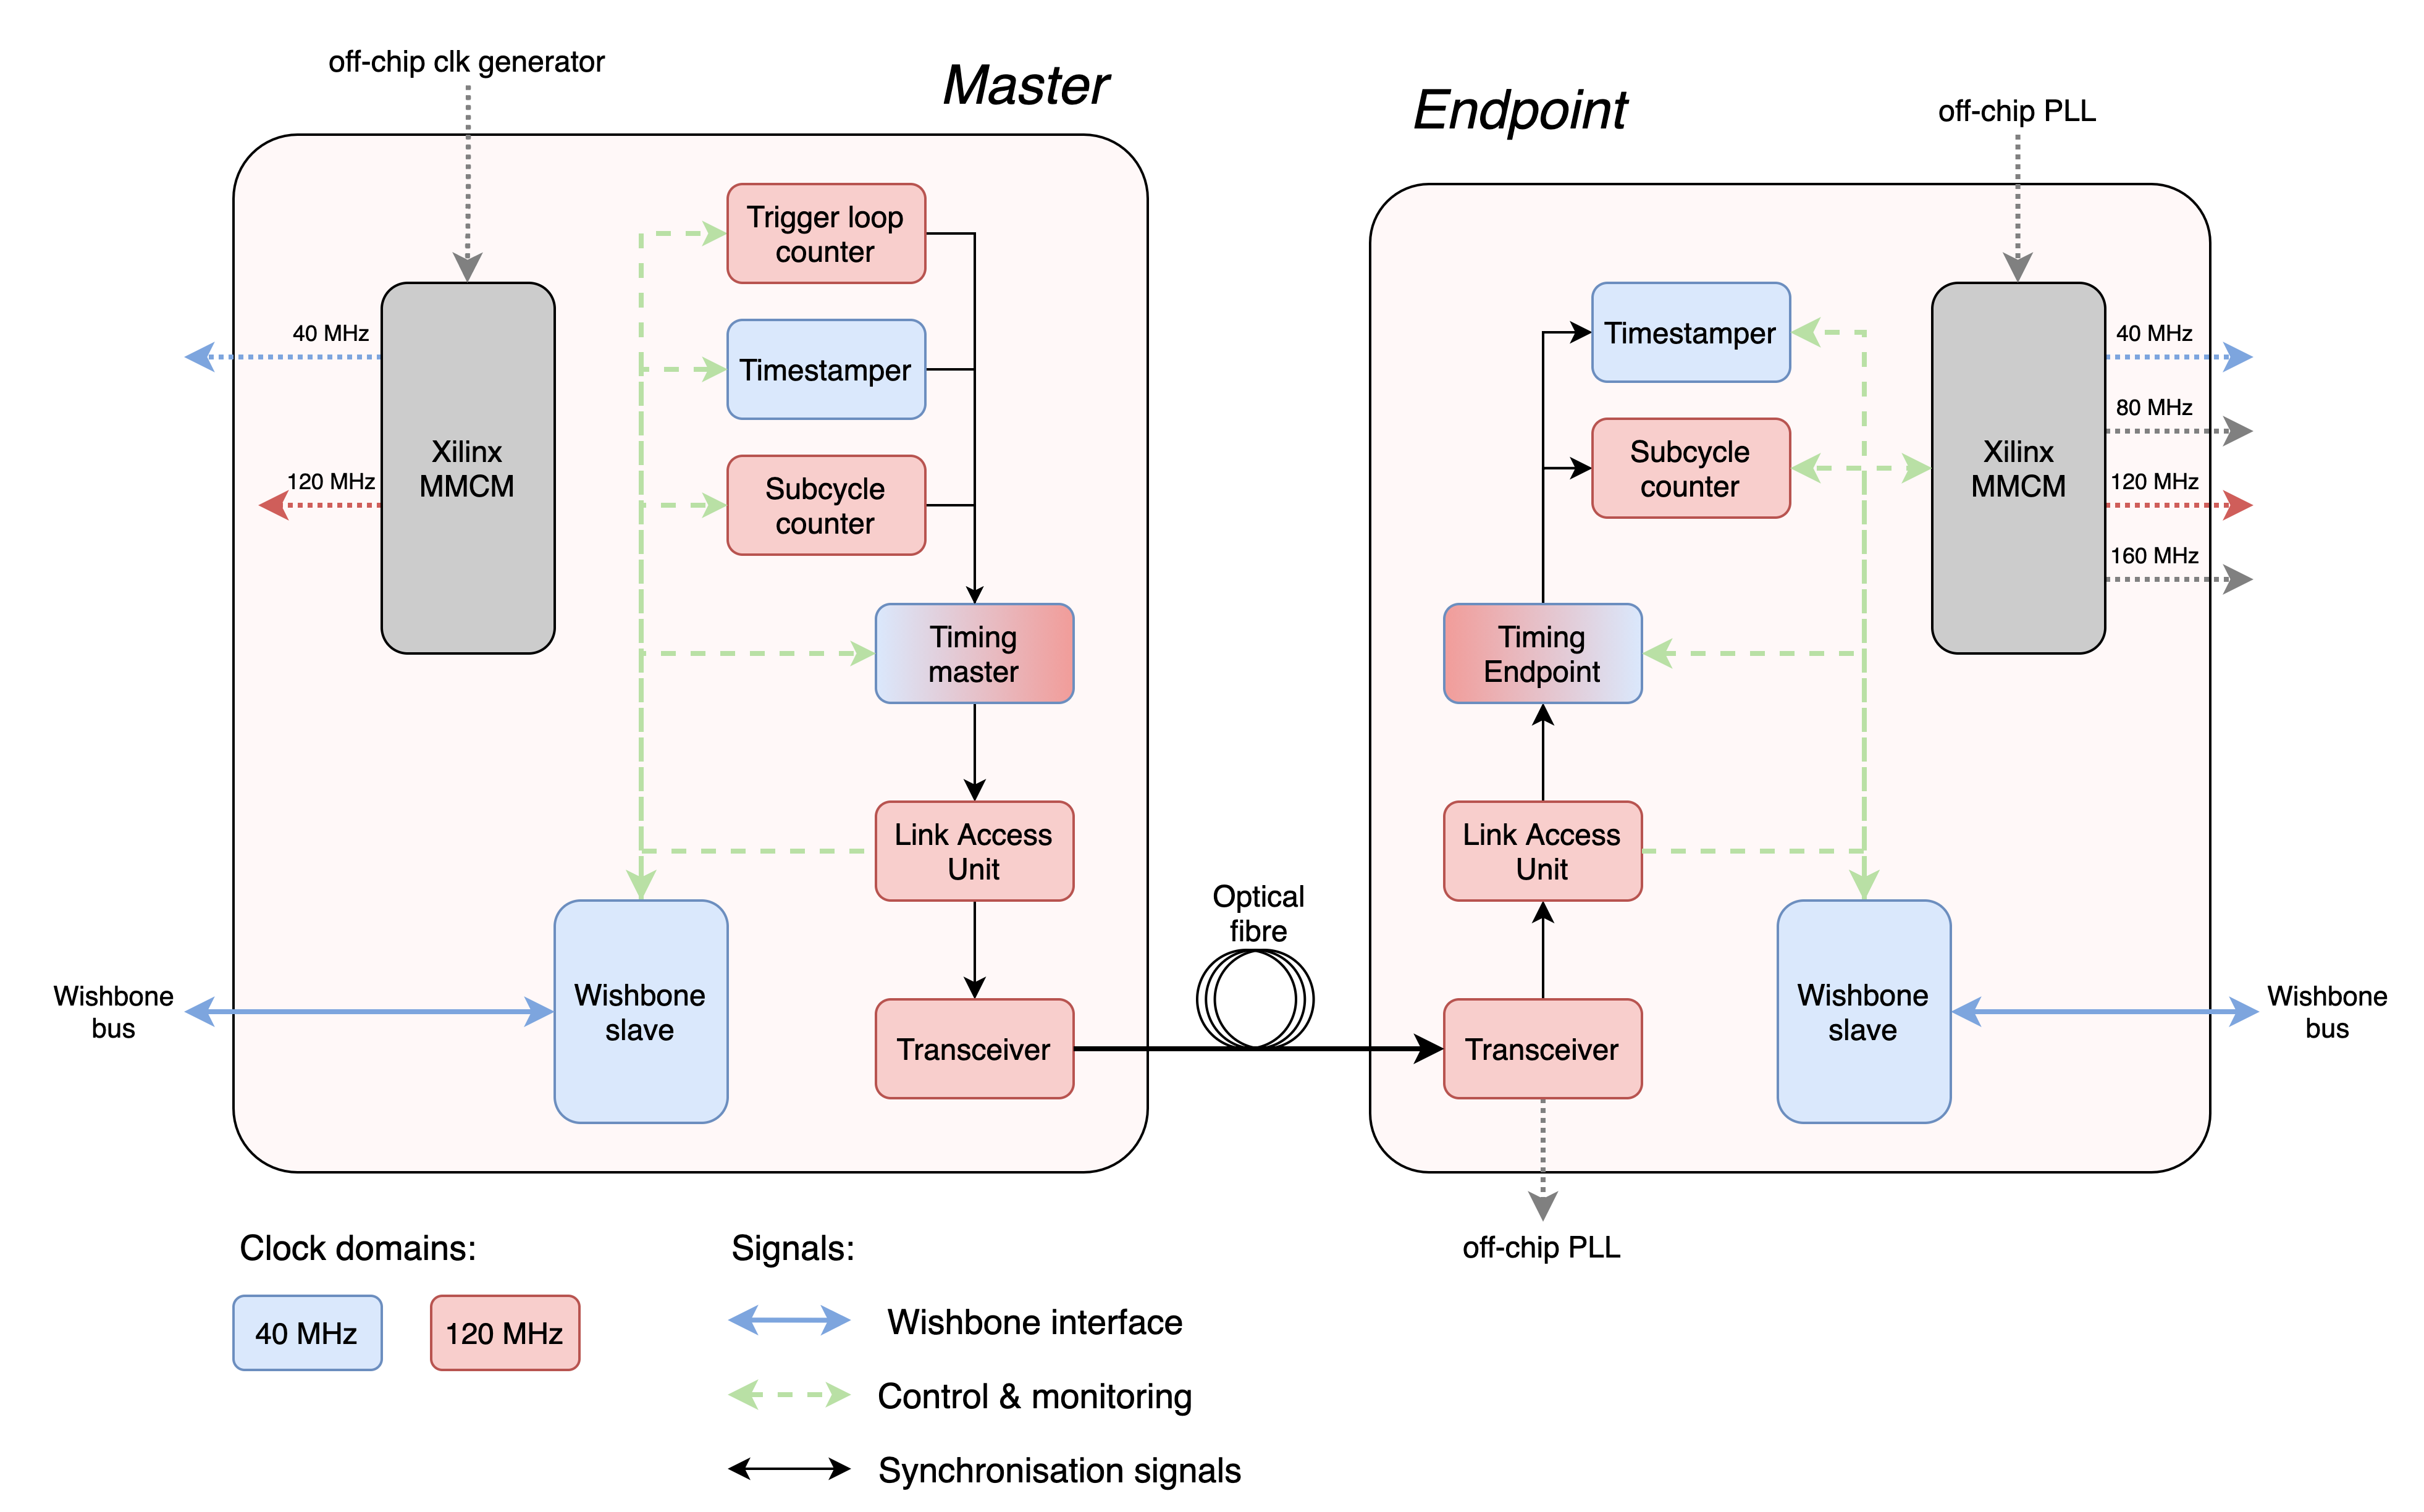 off-chip clk generator
Master
Endpoint
off-chip PLL
Trigger loop
counter
40 MHz
Timestamper
Xilinx
MMCM
120 MHz
Subcycle
counter
Timing
master
Link Access
Unit
Wishbone
bus
Wishbone
slave
Transceiver
Optical
fibre
Timestamper
Subcycle
counter
Xilinx
MMCM
40 MHz
80 MHz
120 MHz
160 MHz
Timing
Endpoint
Link Access
Unit
Transceiver
Wishbone
slave
Wishbone
bus
off-chip PLL
Clock domains:
40 MHz
120 MHz
Signals:
Wishbone interface
Control & monitoring
Synchronisation signals